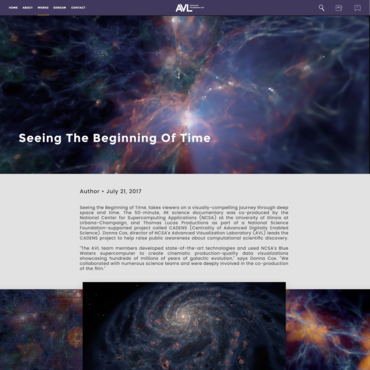 HOME ABOUT WORKS DOMAIN CONTACT
AVL
Seeing The Beginning Of Time
Author • July 21, 2017
Seeing the Beginning of Time, takes viewers on a visually-compelling journey through deep
space and time. The 50-minute, 4K science documentary was co-produced by the
National Center for Supercomputing Applications (NCSA) at the University of Illinois at
Urbana-Champaign, and Thomas Lucas Productions as part of a National Science
Foundation-supported project called CADENS (Centrality of Advanced Digitally Enabled
Science). Donna Cox, director of NCSA's Advanced Visualization Laboratory (AVL) leads the
CADENS project to help raise public awareness about computational scientific discovery.
"The AVL team members developed state-of-the-art technologies and used NCSA's Blue
Waters supercomputer to create cinematic production-quality data visualizations
showcasing hundreds of millions of years of galactic evolution," says Donna Cox. "We
collaborated with numerous science teams and were deeply involved in the co-production
of the film."